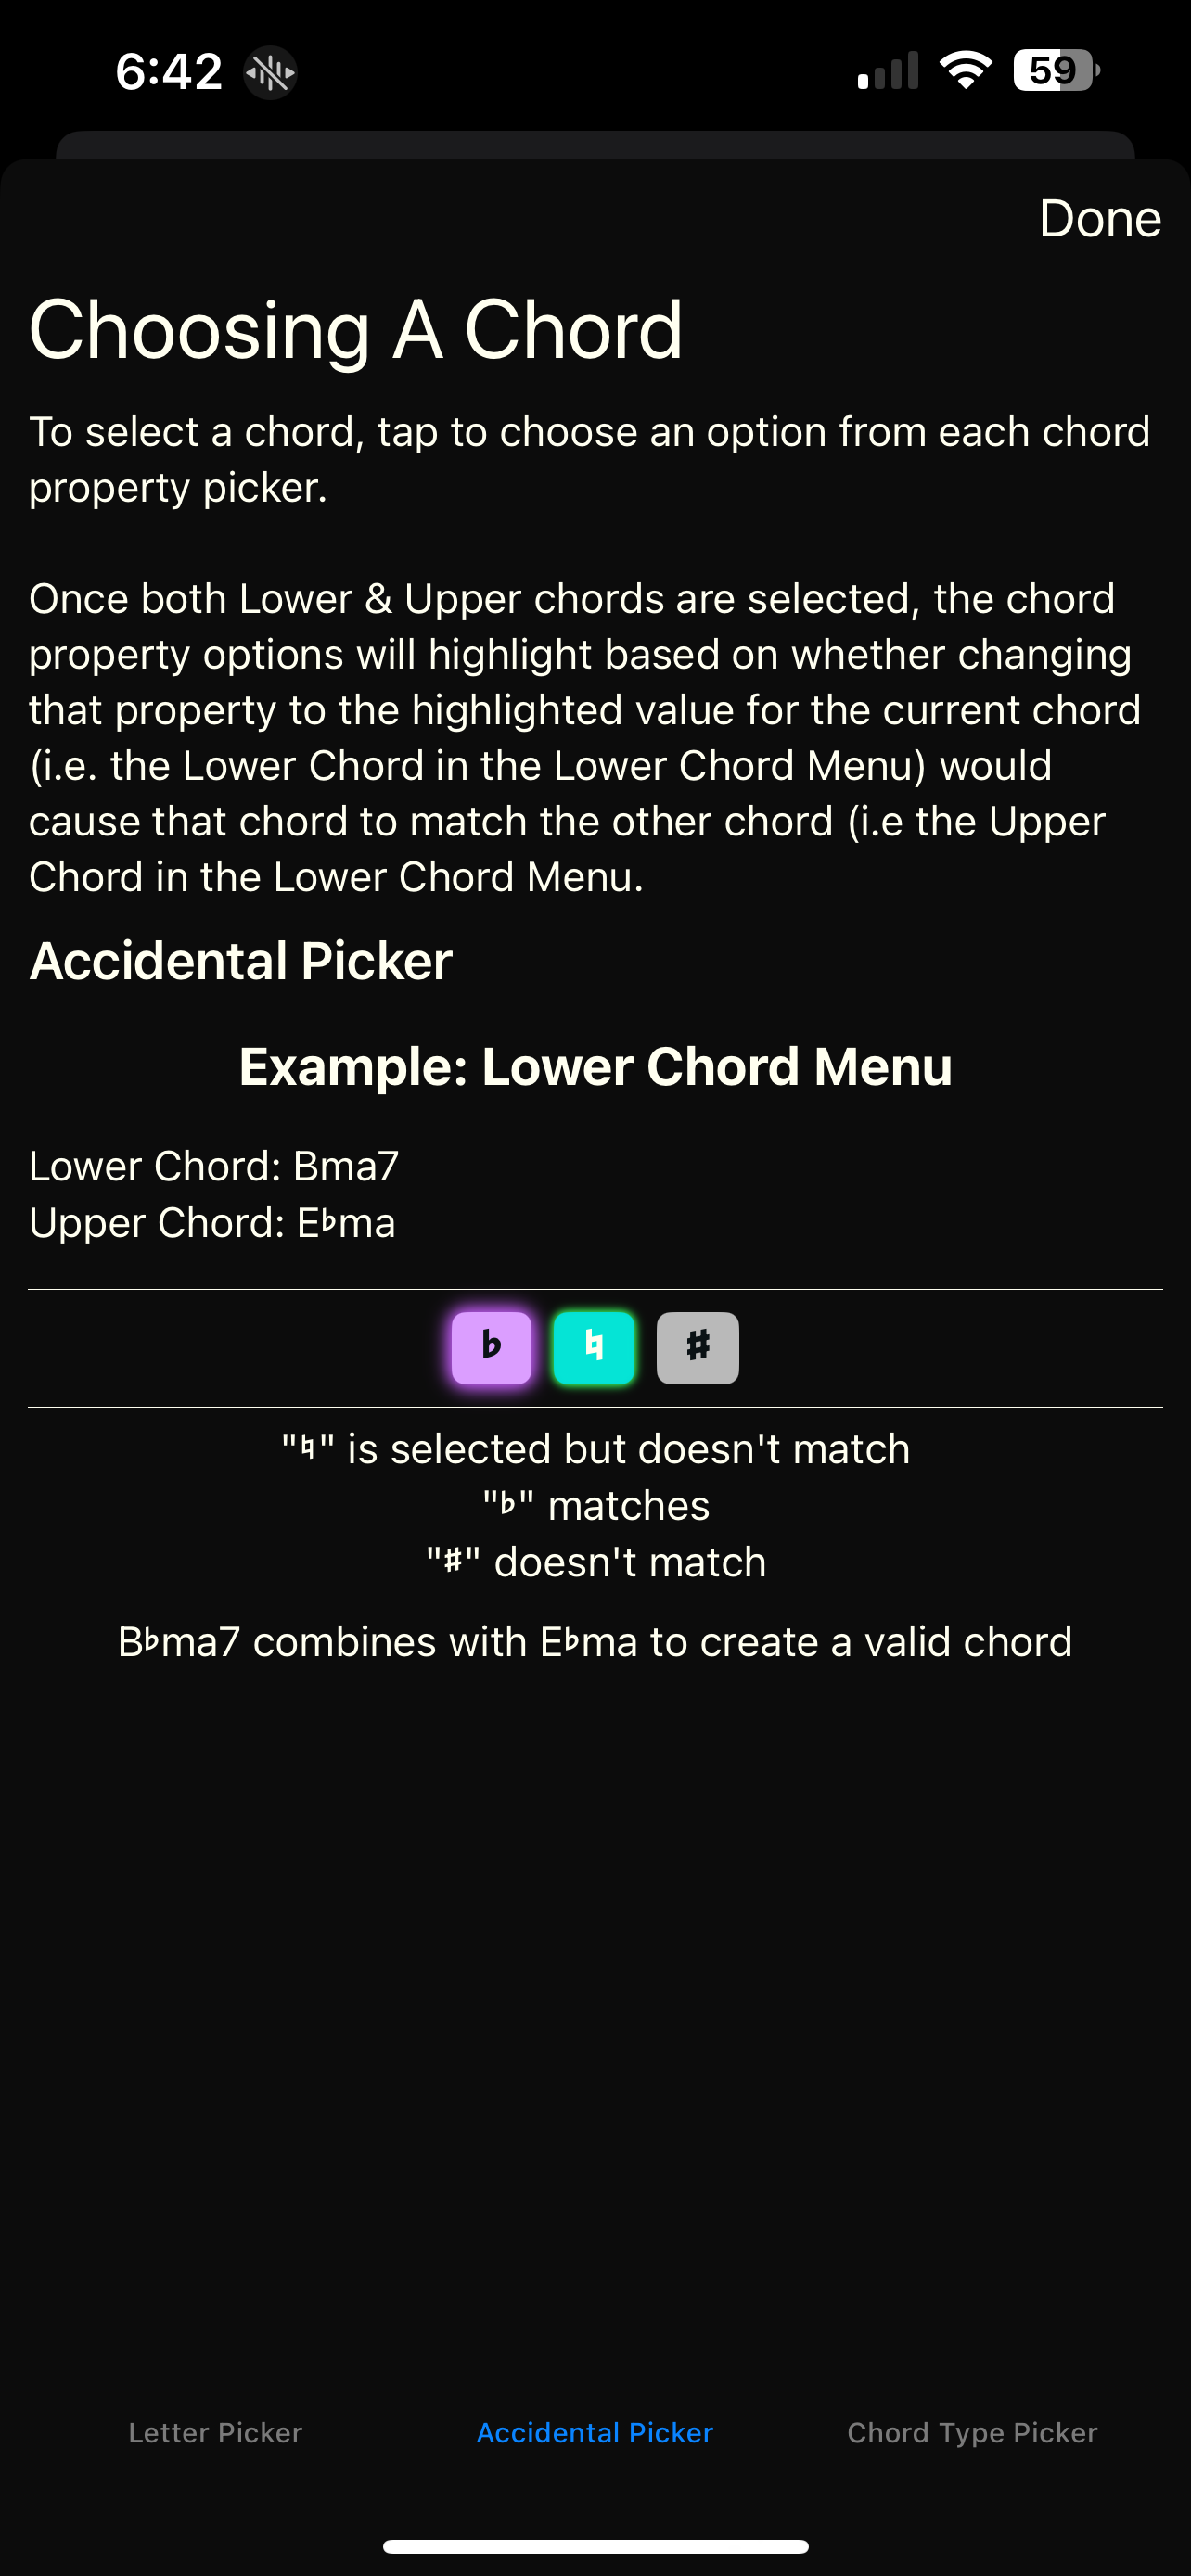 6:42
59
Done
Choosing A Chord
To select a chord, tap to choose an option from each chord
property picker.
Once both Lower & Upper chords are selected, the chord
property options will highlight based on whether changing
that property to the highlighted value for the current chord
(i.e. the Lower Chord in the Lower Chord Menu) would
cause that chord to match the other chord (i.e the Upper
Chord in the Lower Chord Menu.
Accidental Picker
Example: Lower Chord Menu
Lower Chord: Bma7
Upper Chord: E♭ma
♭ ♮ ♯
"♮" is selected but doesn't match
"♭" matches
"♯" doesn't match
B♭ma7 combines with E♭ma to create a valid chord
Letter Picker Accidental Picker Chord Type Picker